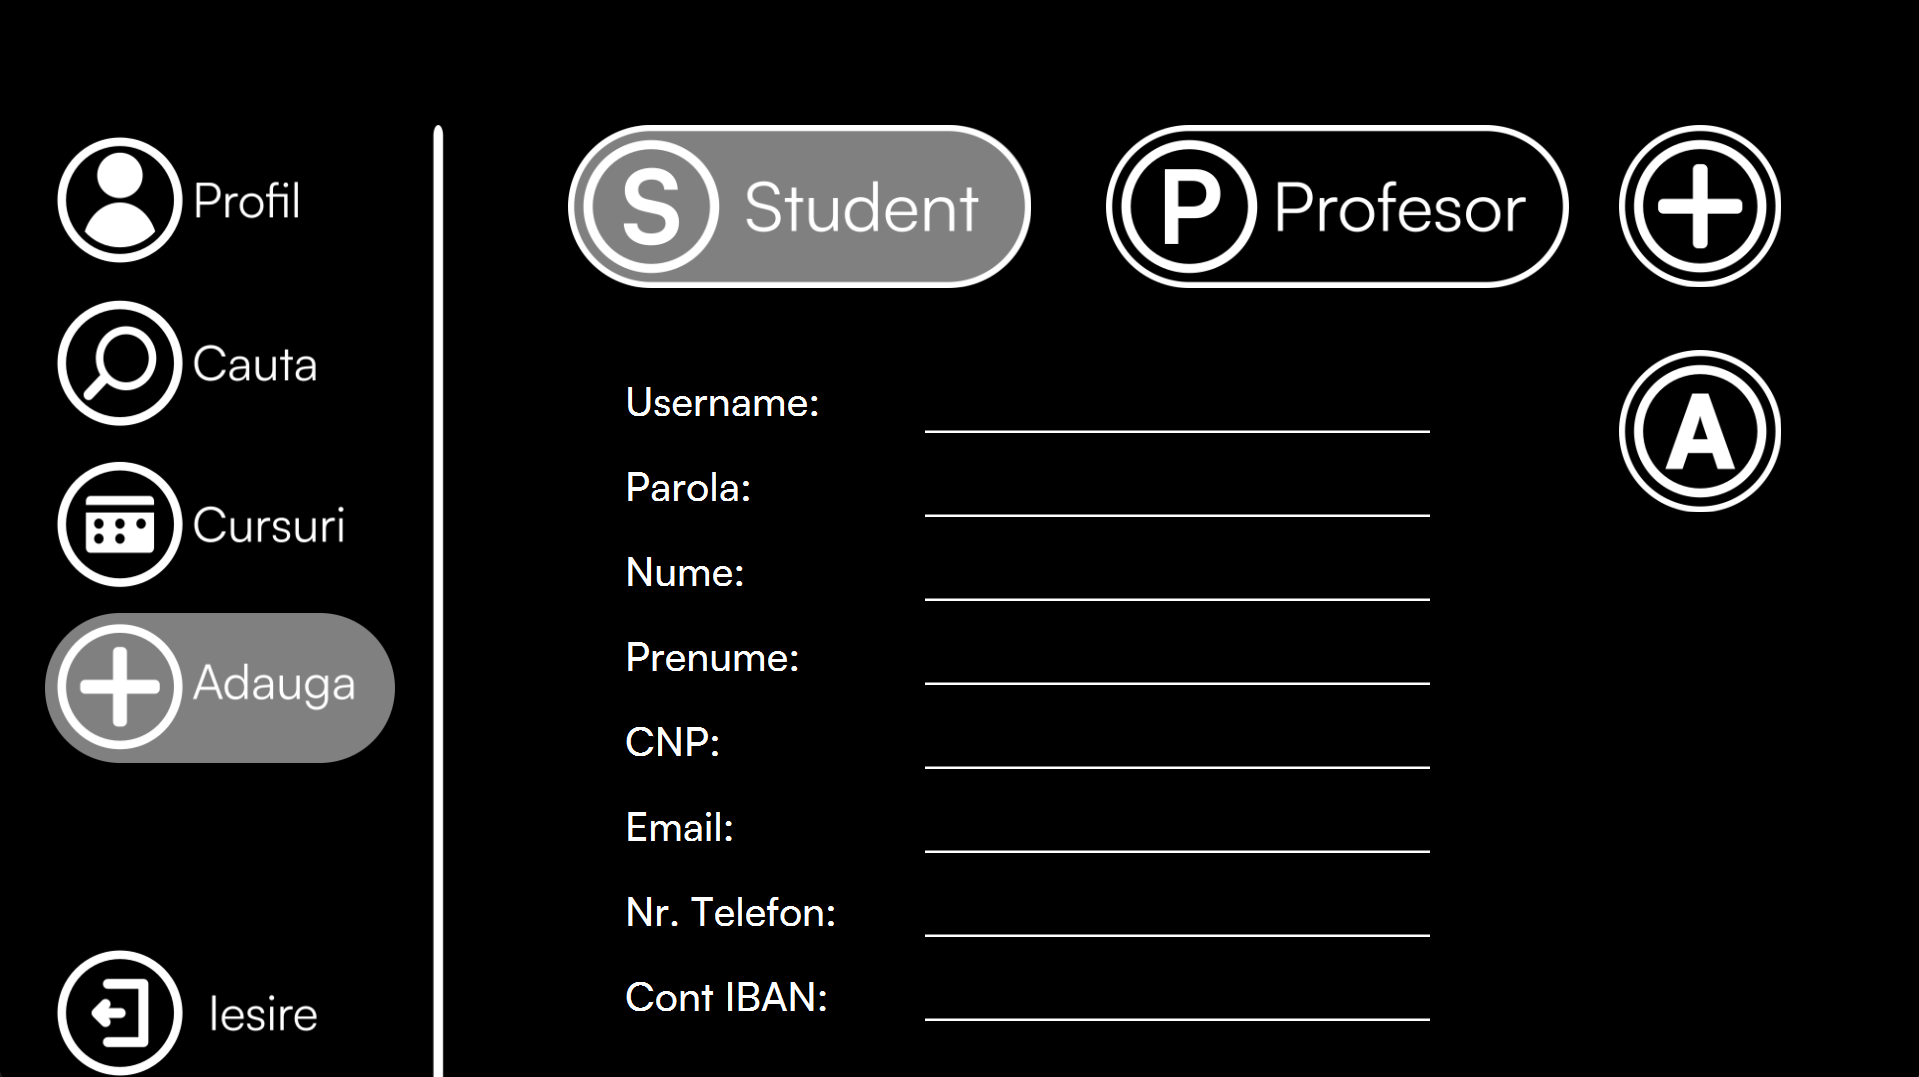 Profil
Cauta
Cursuri
Adauga
Iesire
S Student
P Profesor
A
Username:
Parola:
Nume:
Prenume:
CNP:
Email:
Nr. Telefon:
Cont IBAN: